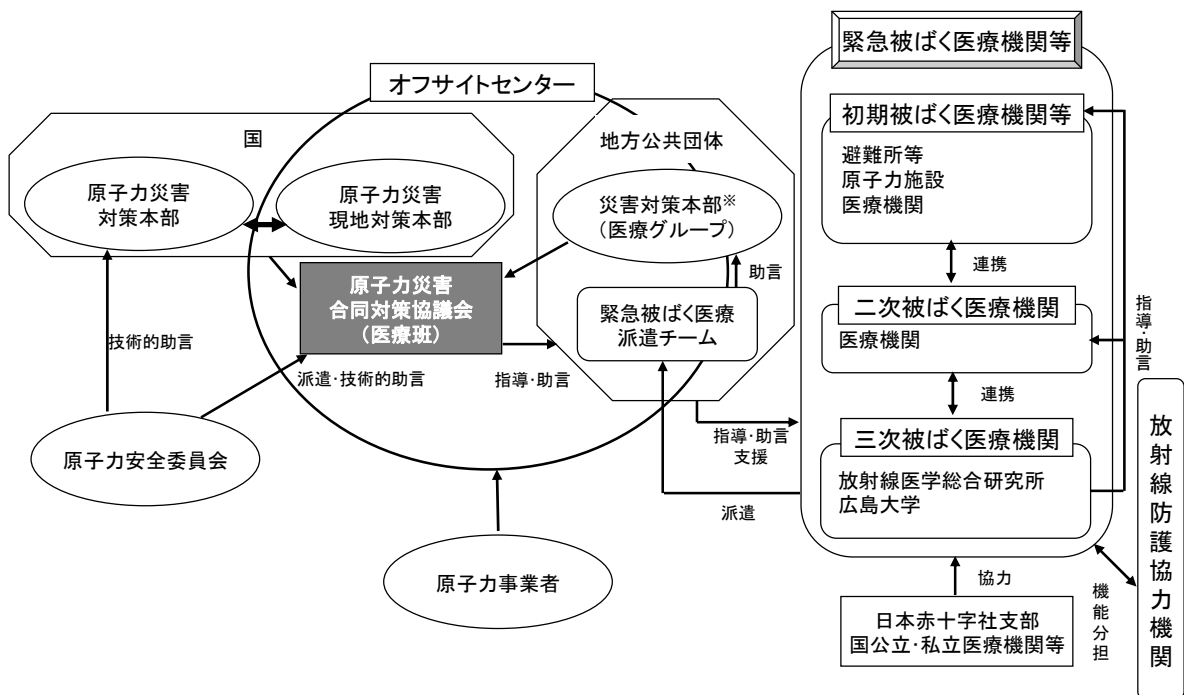 緊急被ばく医療機関等
オフサイトセンター
国
原子力災害
対策本部
原子力災害
現地対策本部
地方公共団体
災害対策本部※
（医療グループ）
助言
緊急被ばく医療
派遣チーム
原子力災害
合同対策協議会
（医療班）
技術的助言
派遣・技術的助言
指導・助言
原子力安全委員会
原子力事業者
指導・助言
支援
派遣
初期被ばく医療機関等
避難所等
原子力施設
医療機関
連携
二次被ばく医療機関
医療機関
連携
三次被ばく医療機関
放射線医学総合研究所
広島大学
指導・助言
協力
日本赤十字社支部
国公立・私立医療機関等
機能分担
放射線防護協力機関